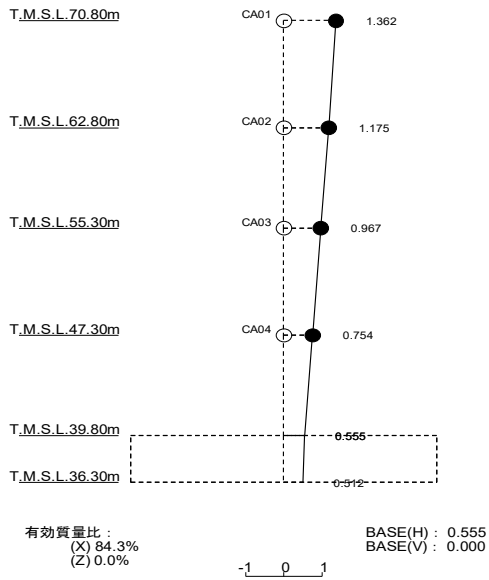 T.M.S.L.70.80m CA01 1.362
T.M.S.L.62.80m CA02 1.175
T.M.S.L.55.30m CA03 0.967
T.M.S.L.47.30m CA04 0.754
T.M.S.L.39.80m 0.555
T.M.S.L.36.30m 0.512
有効質量比 : BASE(H) : 0.555
(X) 84.3% BASE(V) : 0.000
(Z) 0.0%
-1 0 1